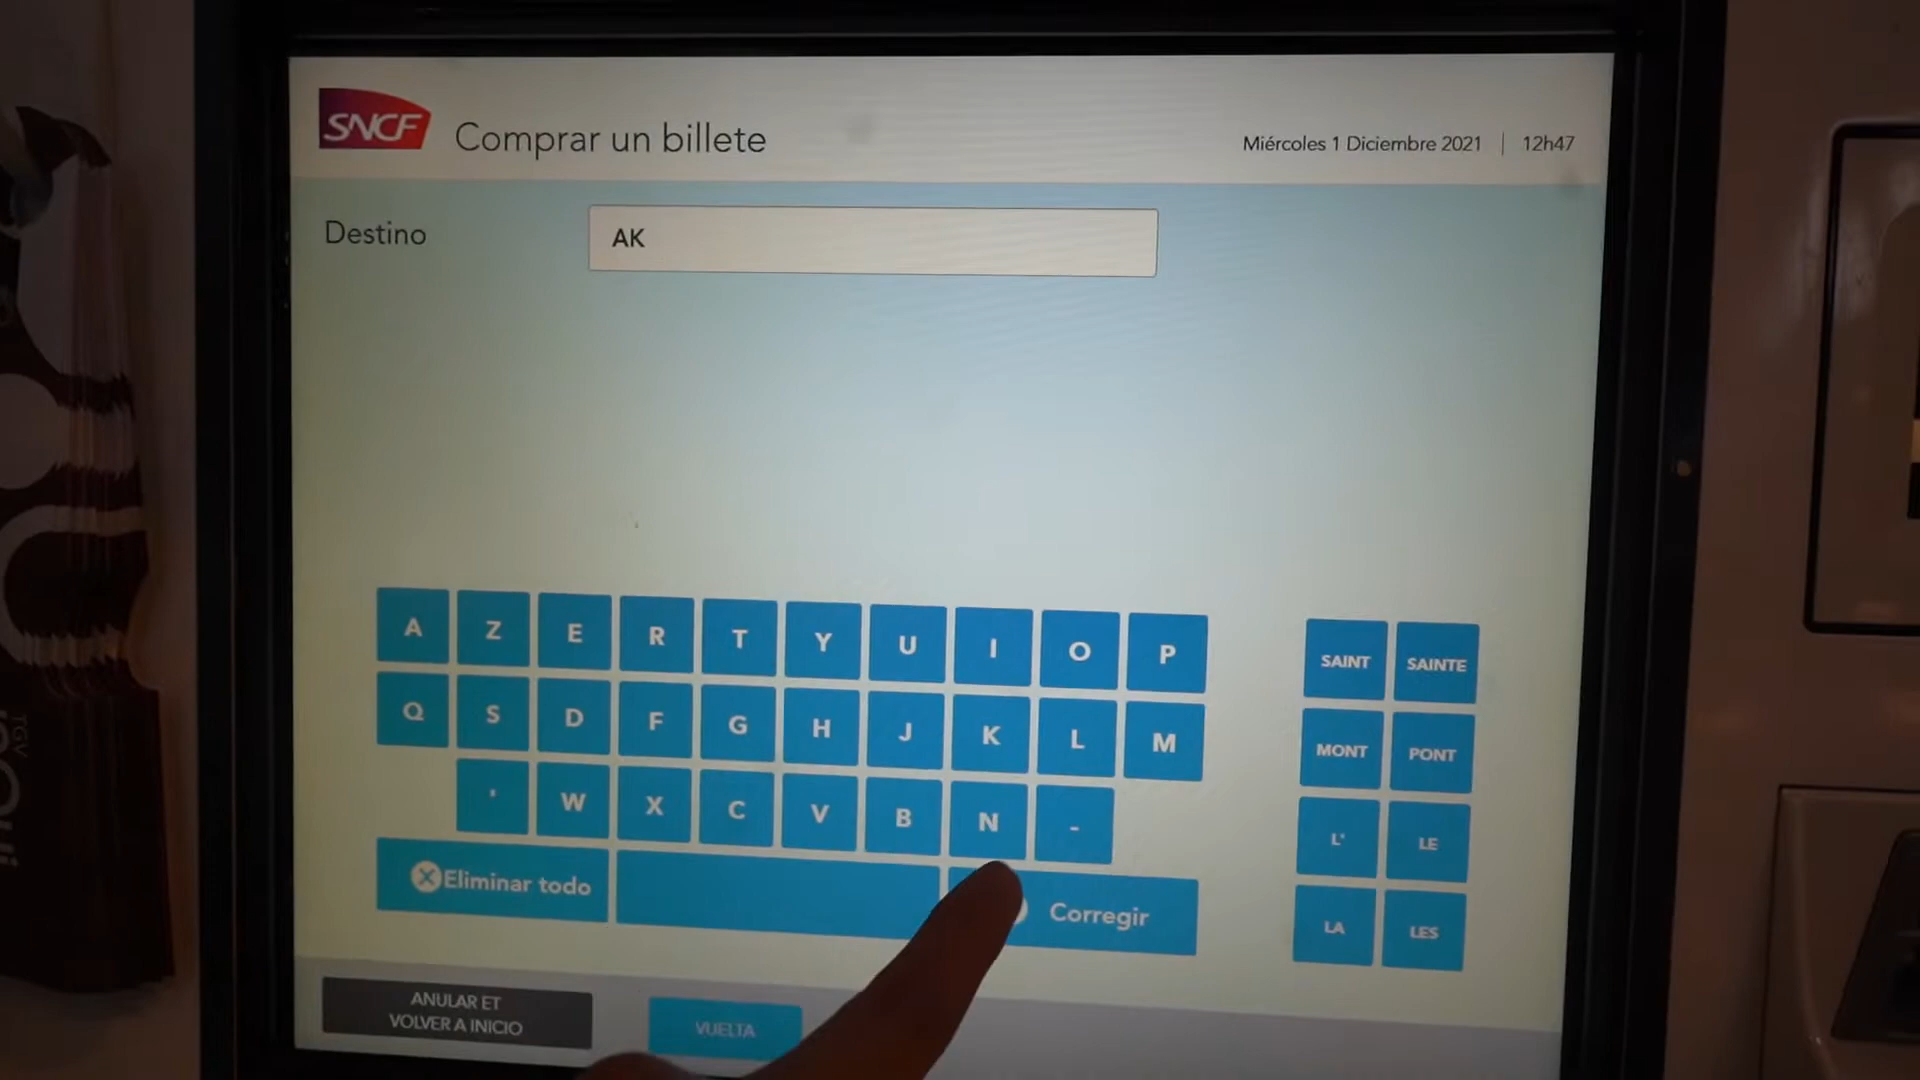 SNCF
Comprar un billete
Miércoles 1 Diciembre 2021 | 12h47
Destino
AK
A Z E R T Y U I O P
SAINT SAINTE
Q S D F G H J K L M
MONT PONT
' W X C V B N -
L' LE
Eliminar todo
Corregir
LA LES
ANULAR ET
VOLVER A INICIO
VUELTA
TGV